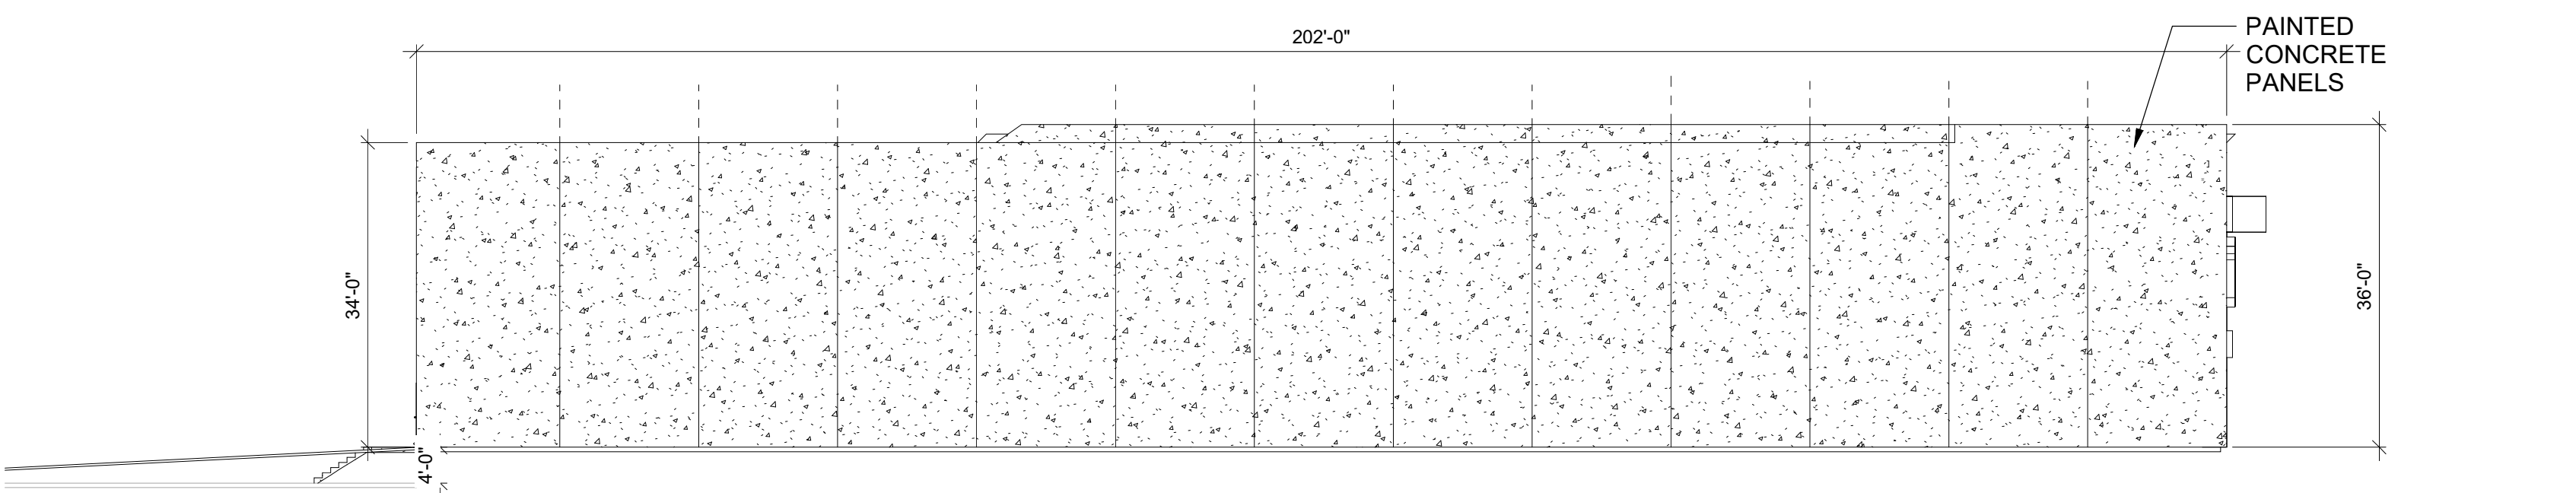 202'-0"
PAINTED
CONCRETE
PANELS
34'-0"
36'-0"
4'-0"